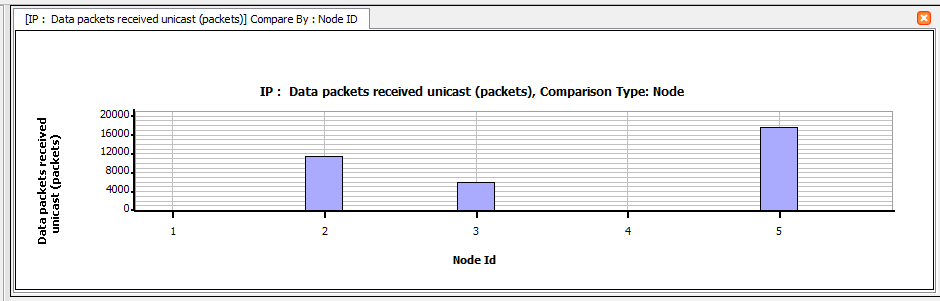 [IP :  Data packets received unicast (packets)] Compare By : Node ID
IP :  Data packets received unicast (packets), Comparison Type: Node
Data packets received
unicast (packets)
20000
16000
12000
8000
4000
0
1 2 3 4 5
Node Id